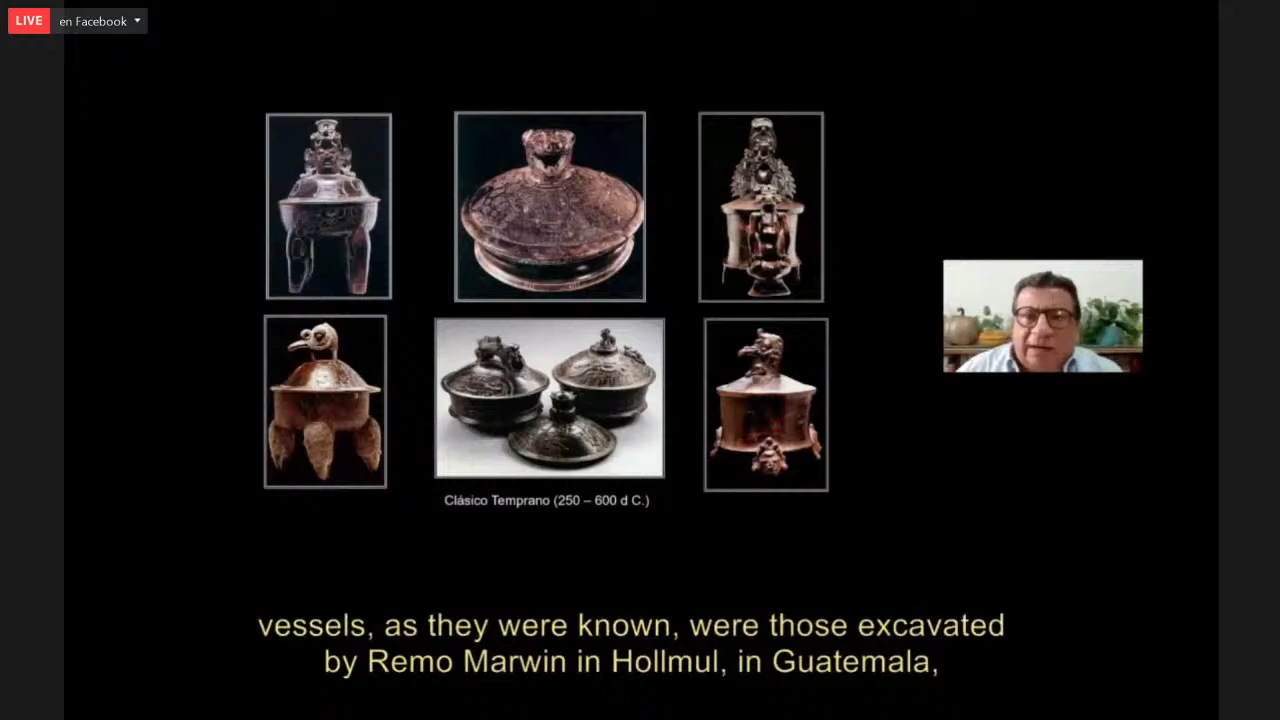 LIVE en Facebook
Clásico Temprano (250 – 600 d C.)
vessels, as they were known, were those excavated
by Remo Marwin in Hollmul, in Guatemala,